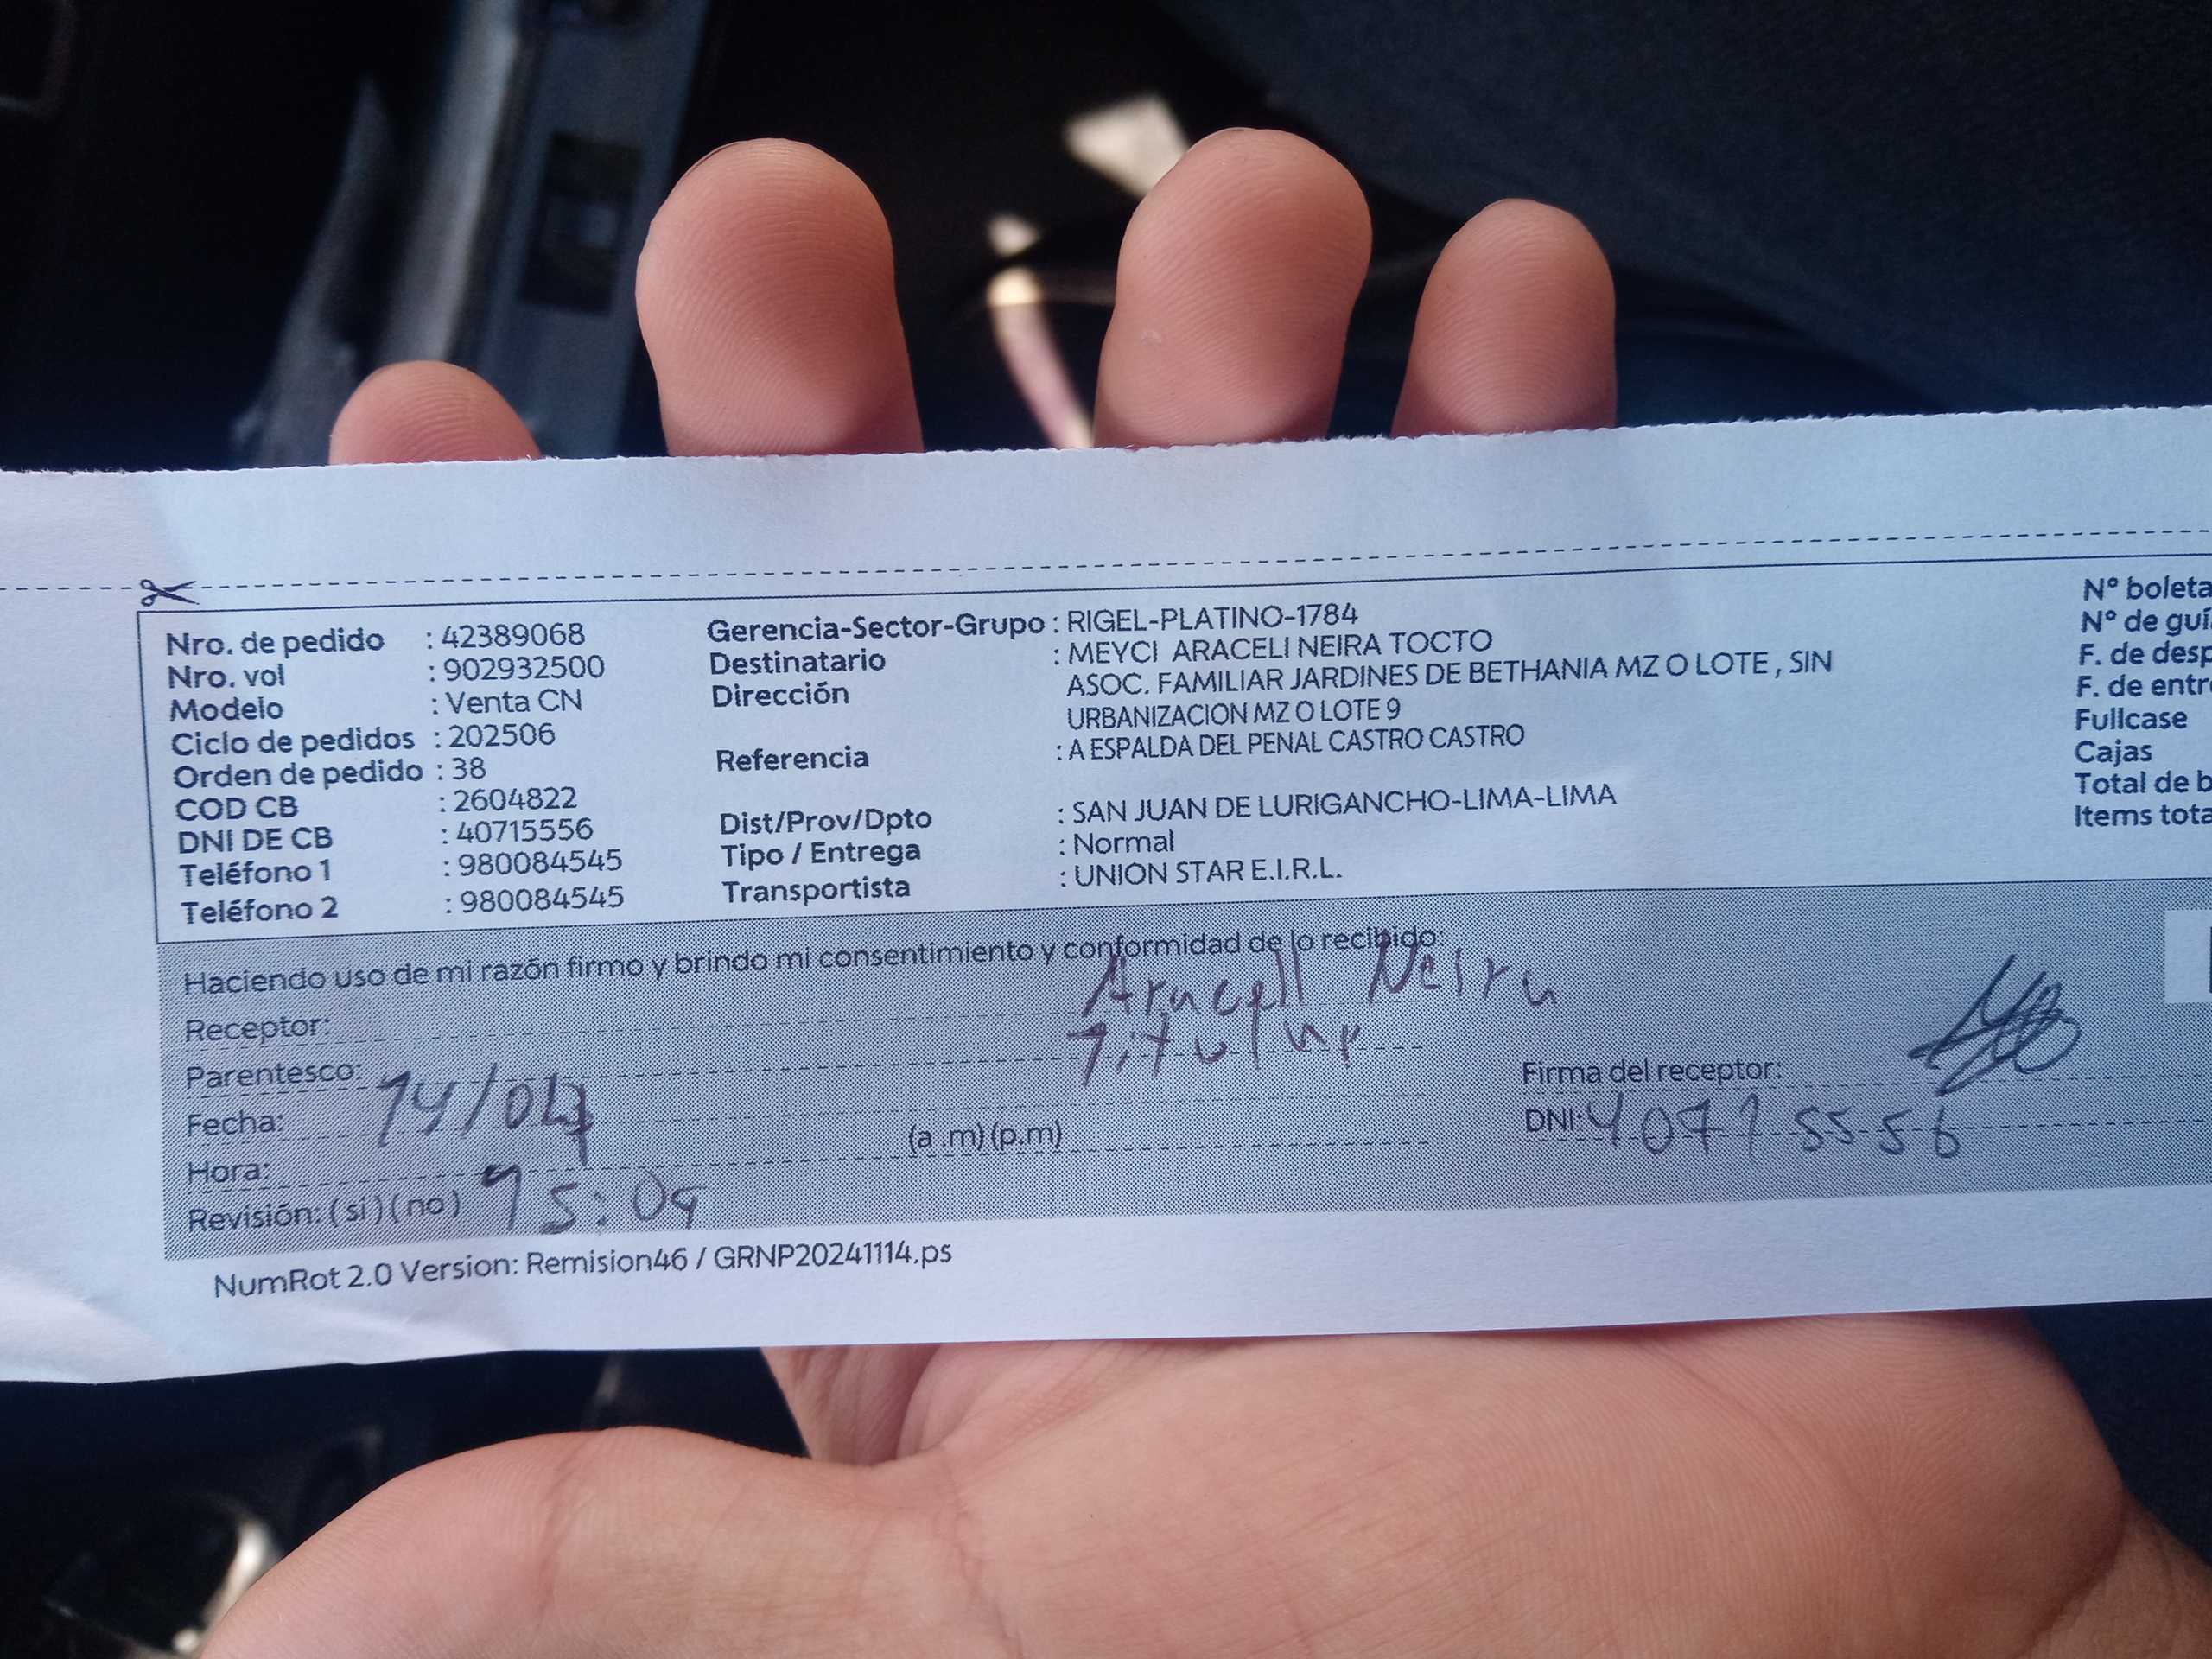 Nro. de pedido : 42389068
Nro. vol : 902932500
Modelo : Venta CN
Ciclo de pedidos : 202506
Orden de pedido : 38
COD CB : 2604822
DNI DE CB : 40715556
Teléfono 1 : 980084545
Teléfono 2 : 980084545
Gerencia-Sector-Grupo : RIGEL-PLATINO-1784
Destinatario : MEYCI ARACELI NEIRA TOCTO
Dirección ASOC. FAMILIAR JARDINES DE BETHANIA MZ O LOTE , SIN
URBANIZACION MZ O LOTE 9
Referencia : A ESPALDA DEL PENAL CASTRO CASTRO
Dist/Prov/Dpto : SAN JUAN DE LURIGANCHO-LIMA-LIMA
Tipo / Entrega : Normal
Transportista : UNION STAR E.I.R.L.
N° boleta
N° de guí
F. de desp
F. de entr
Fullcase
Cajas
Total de b
Items tota
Haciendo uso de mi razón firmo y brindo mi consentimiento y conformidad de lo recibido:
Receptor: Aracell Neira
Parentesco: Titular
Fecha: 14/04
Hora: (a .m) (p.m)
Revisión: ( si ) ( no ) 15:09
Firma del receptor:
DNI: 40715556
NumRot 2.0 Version: Remision46 / GRNP20241114.ps